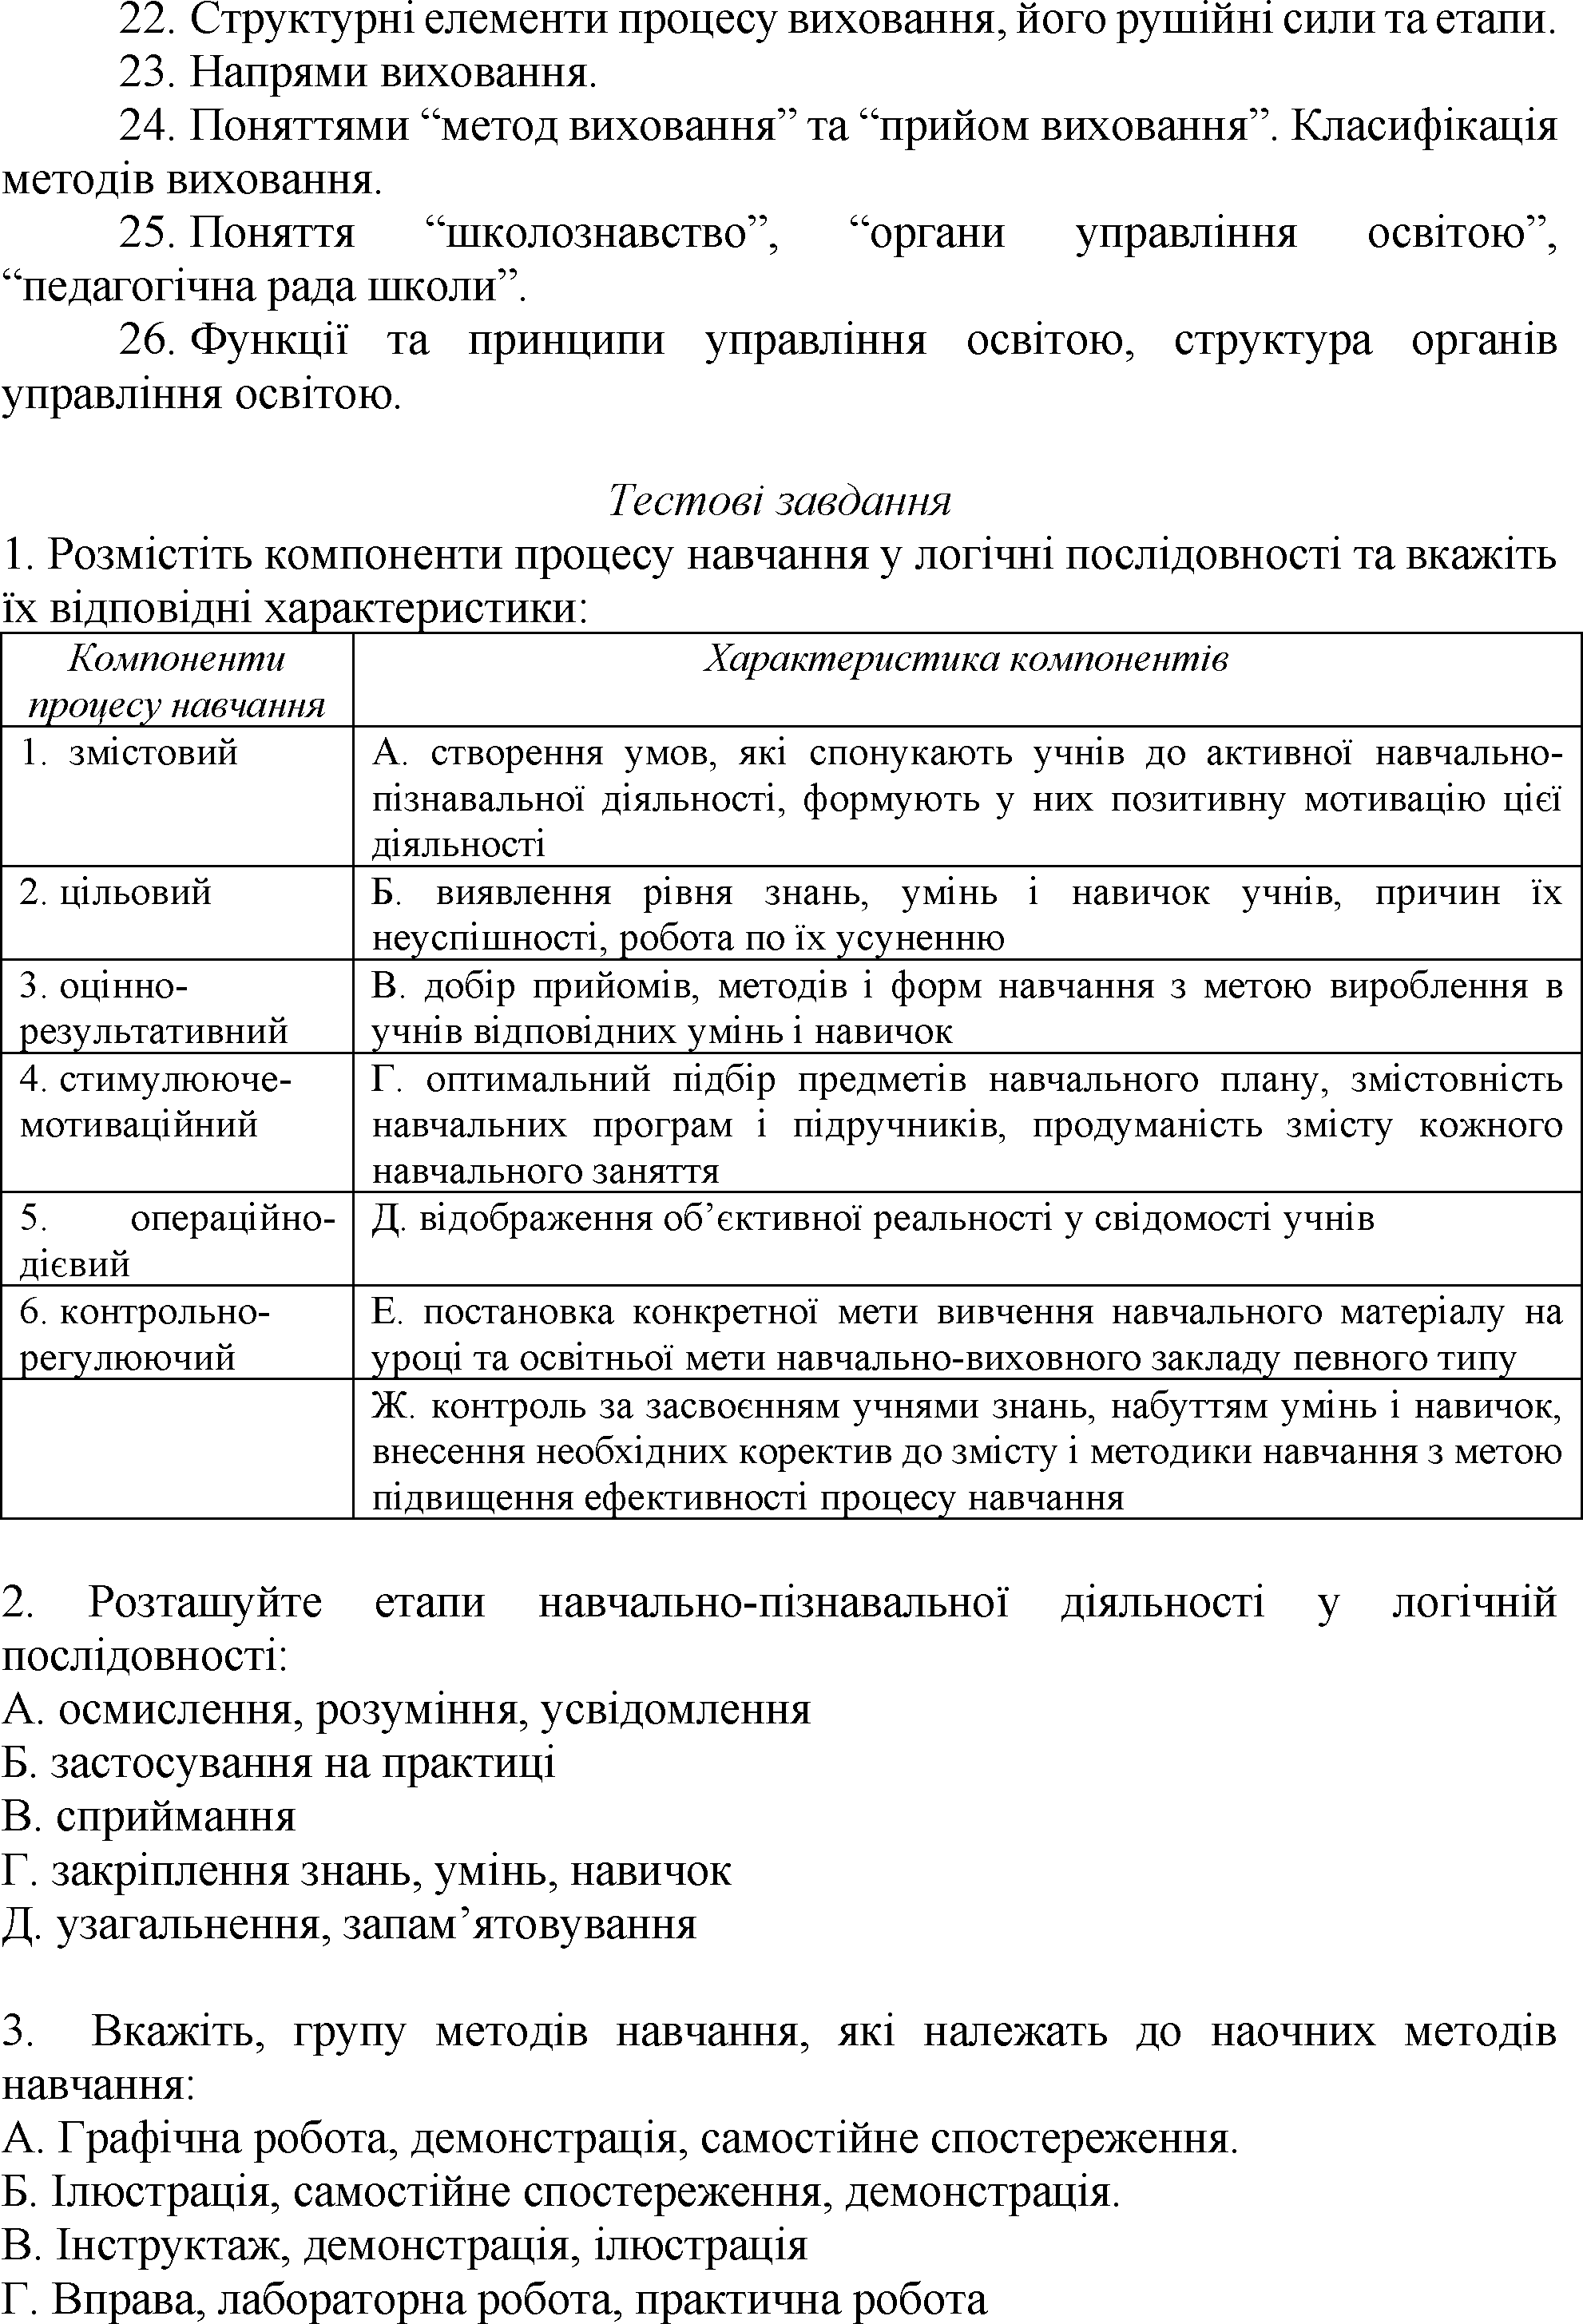 22. Структурні елементи процесу виховання, його рушійні сили та етапи.
23. Напрями виховання.
24. Поняттями “метод виховання” та “прийом виховання”. Класифікація
методів виховання.
25. Поняття “школознавство”, “органи управління освітою”,
“педагогічна рада школи”.
26. Функції та принципи управління освітою, структура органів
управління освітою.
Тестові завдання
1. Розмістіть компоненти процесу навчання у логічні послідовності та вкажіть
їх відповідні характеристики:
Компоненти
процесу навчання
Характеристика компонентів
1. змістовий
А. створення умов, які спонукають учнів до активної навчально-
пізнавальної діяльності, формують у них позитивну мотивацію цієї
діяльності
2. цільовий
Б. виявлення рівня знань, умінь і навичок учнів, причин їх
неуспішності, робота по їх усуненню
3. оцінно-
результативний
В. добір прийомів, методів і форм навчання з метою вироблення в
учнів відповідних умінь і навичок
4. стимулююче-
мотиваційний
Г. оптимальний підбір предметів навчального плану, змістовність
навчальних програм і підручників, продуманість змісту кожного
навчального заняття
5. операційно-
дієвий
Д. відображення об’єктивної реальності у свідомості учнів
6. контрольно-
регулюючий
Е. постановка конкретної мети вивчення навчального матеріалу на
уроці та освітньої мети навчально-виховного закладу певного типу
Ж. контроль за засвоєнням учнями знань, набуттям умінь і навичок,
внесення необхідних коректив до змісту і методики навчання з метою
підвищення ефективності процесу навчання
2. Розташуйте етапи навчально-пізнавальної діяльності у логічній
послідовності:
А. осмислення, розуміння, усвідомлення
Б. застосування на практиці
В. сприймання
Г. закріплення знань, умінь, навичок
Д. узагальнення, запам’ятовування
3. Вкажіть, групу методів навчання, які належать до наочних методів
навчання:
А. Графічна робота, демонстрація, самостійне спостереження.
Б. Ілюстрація, самостійне спостереження, демонстрація.
В. Інструктаж, демонстрація, ілюстрація
Г. Вправа, лабораторна робота, практична робота